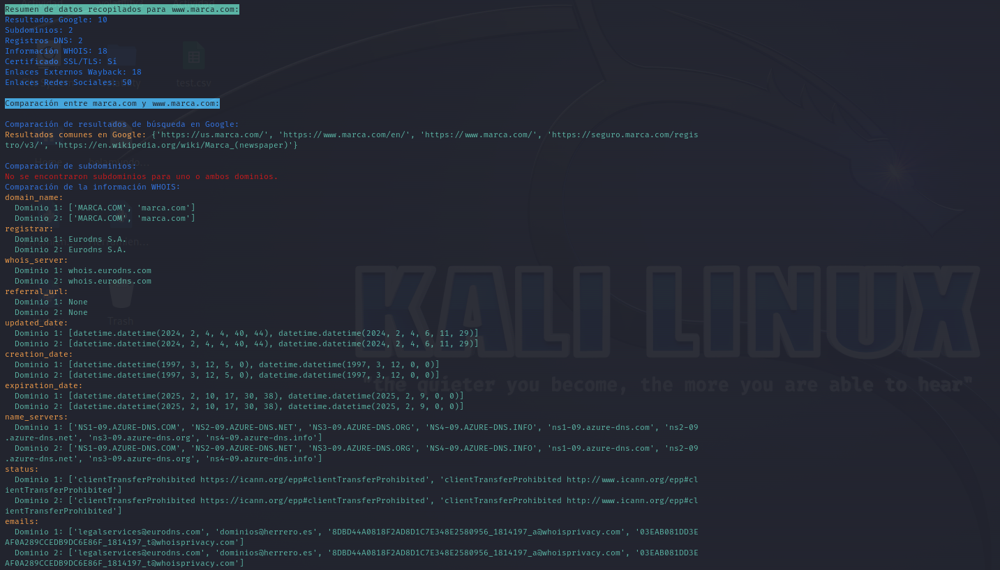 Resumen de datos recopilados para www.marca.com:
Resultados Google: 10
Subdominios: 2
Registros DNS: 2
Información WHOIS: 18
Certificado SSL/TLS: Sí
Enlaces Externos Wayback: 18
Enlaces Redes Sociales: 50
test.csv
Comparación entre marca.com y www.marca.com:
Comparación de resultados de búsqueda en Google:
Resultados comunes en Google: {'https://us.marca.com/', 'https://www.marca.com/en/', 'https://www.marca.com/', 'https://seguro.marca.com/regis
tro/v3/', 'https://en.wikipedia.org/wiki/Marca_(newspaper)'}
Comparación de subdominios:
No se encontraron subdominios para uno o ambos dominios.
Comparación de la información WHOIS:
domain_name:
  Dominio 1: ['MARCA.COM', 'marca.com']
  Dominio 2: ['MARCA.COM', 'marca.com']
registrar:
  Dominio 1: Eurodns S.A.
  Dominio 2: Eurodns S.A.
whois_server:
  Dominio 1: whois.eurodns.com
  Dominio 2: whois.eurodns.com
referral_url:
  Dominio 1: None
  Dominio 2: None
Trash
updated_date:
  Dominio 1: [datetime.datetime(2024, 2, 4, 4, 40, 44), datetime.datetime(2024, 2, 4, 6, 11, 29)]
  Dominio 2: [datetime.datetime(2024, 2, 4, 4, 40, 44), datetime.datetime(2024, 2, 4, 6, 11, 29)]
creation_date:
  Dominio 1: [datetime.datetime(1997, 3, 12, 5, 0), datetime.datetime(1997, 3, 12, 0, 0)]
  Dominio 2: [datetime.datetime(1997, 3, 12, 5, 0), datetime.datetime(1997, 3, 12, 0, 0)]
KALI LINUX
"the quieter you become, the more you are able to hear"
expiration_date:
  Dominio 1: [datetime.datetime(2025, 2, 10, 17, 30, 38), datetime.datetime(2025, 2, 9, 0, 0)]
  Dominio 2: [datetime.datetime(2025, 2, 10, 17, 30, 38), datetime.datetime(2025, 2, 9, 0, 0)]
name_servers:
  Dominio 1: ['NS1-09.AZURE-DNS.COM', 'NS2-09.AZURE-DNS.NET', 'NS3-09.AZURE-DNS.ORG', 'NS4-09.AZURE-DNS.INFO', 'ns1-09.azure-dns.com', 'ns2-09
.azure-dns.net', 'ns3-09.azure-dns.org', 'ns4-09.azure-dns.info']
  Dominio 2: ['NS1-09.AZURE-DNS.COM', 'NS2-09.AZURE-DNS.NET', 'NS3-09.AZURE-DNS.ORG', 'NS4-09.AZURE-DNS.INFO', 'ns1-09.azure-dns.com', 'ns2-09
.azure-dns.net', 'ns3-09.azure-dns.org', 'ns4-09.azure-dns.info']
status:
  Dominio 1: ['clientTransferProhibited https://icann.org/epp#clientTransferProhibited', 'clientTransferProhibited http://www.icann.org/epp#cl
ientTransferProhibited']
  Dominio 2: ['clientTransferProhibited https://icann.org/epp#clientTransferProhibited', 'clientTransferProhibited http://www.icann.org/epp#cl
ientTransferProhibited']
emails:
  Dominio 1: ['legalservices@eurodns.com', 'dominios@herrero.es', '8DBD44A0818F2AD8D1C7E348E2580956_1814197_a@whoisprivacy.com', '03EAB081DD3E
AF0A289CCEDB9DC6E86F_1814197_t@whoisprivacy.com']
  Dominio 2: ['legalservices@eurodns.com', 'dominios@herrero.es', '8DBD44A0818F2AD8D1C7E348E2580956_1814197_a@whoisprivacy.com', '03EAB081DD3E
AF0A289CCEDB9DC6E86F_1814197_t@whoisprivacy.com']